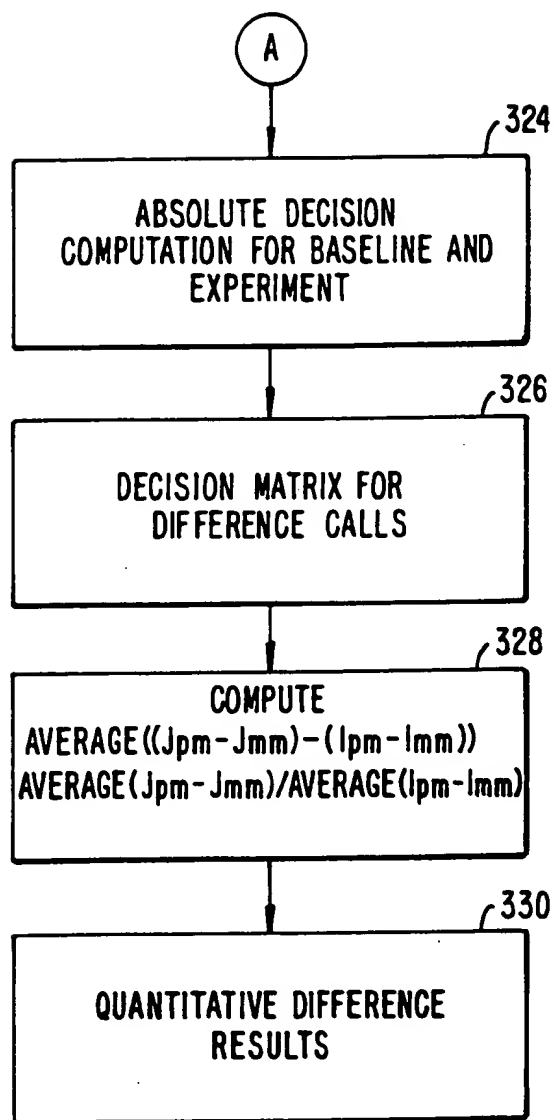 A
324
ABSOLUTE DECISION
COMPUTATION FOR BASELINE AND
EXPERIMENT
326
DECISION MATRIX FOR
DIFFERENCE CALLS
328
COMPUTE
AVERAGE((Jpm-Jmm)-(Ipm-Imm))
AVERAGE(Jpm-Jmm)/AVERAGE(Ipm-Imm)
330
QUANTITATIVE DIFFERENCE
RESULTS